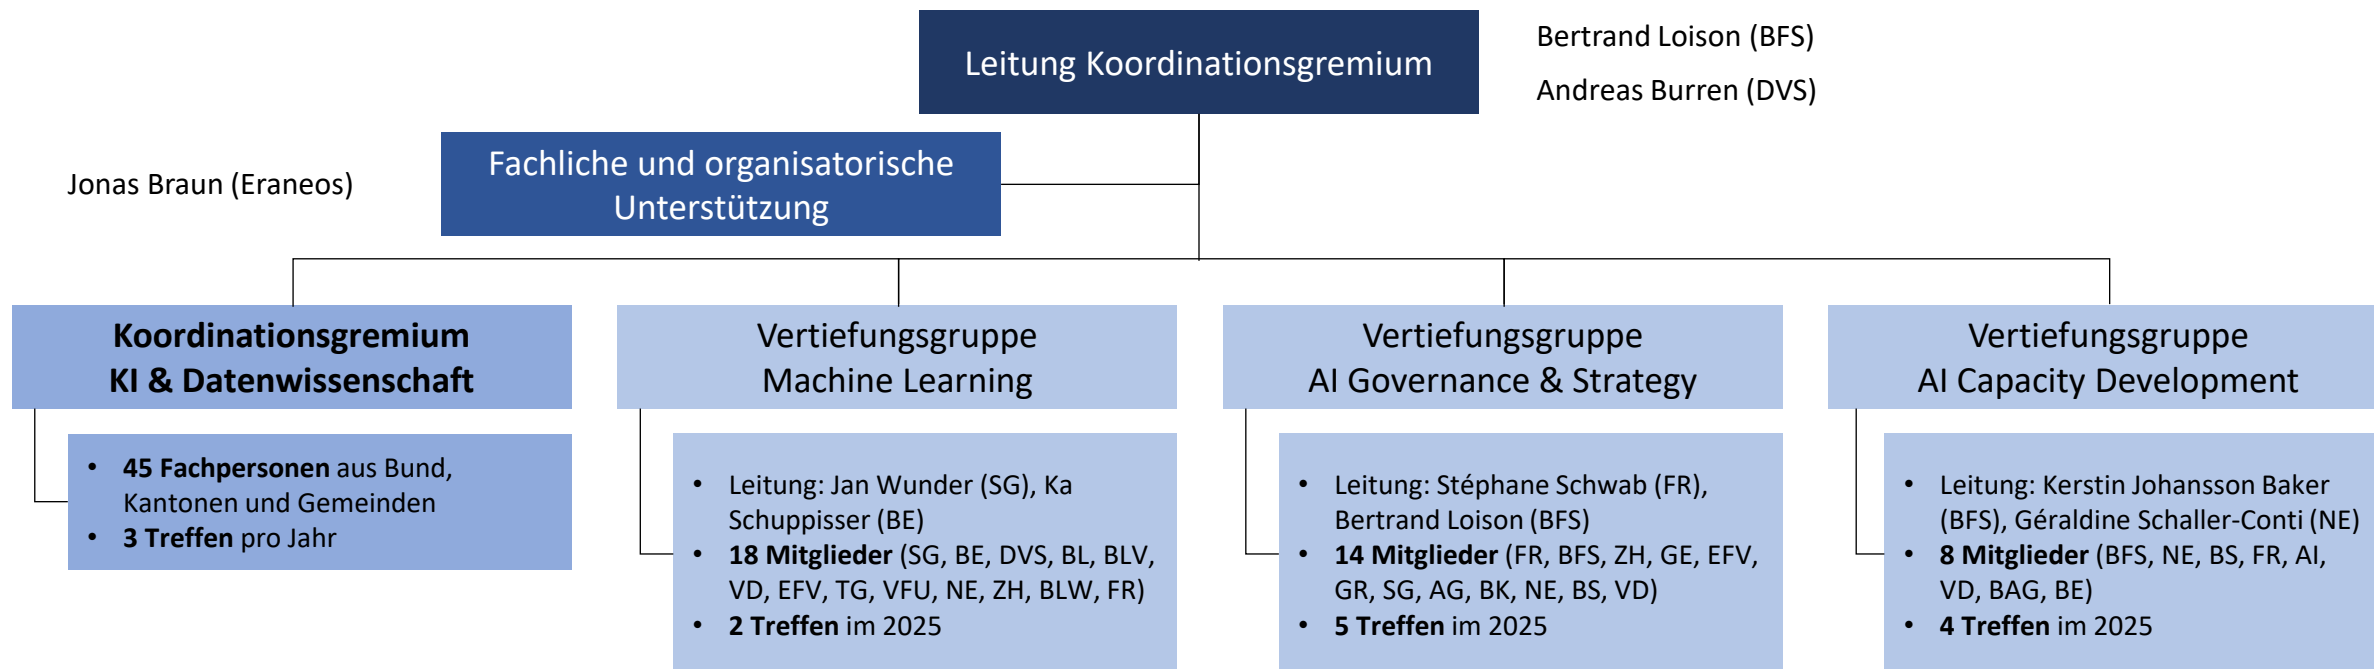 Leitung Koordinationsgremium
Bertrand Loison (BFS)
Andreas Burren (DVS)
Jonas Braun (Eraneos)
Fachliche und organisatorische
Unterstützung
Koordinationsgremium
KI & Datenwissenschaft
• 45 Fachpersonen aus Bund,
Kantonen und Gemeinden
• 3 Treffen pro Jahr
Vertiefungsgruppe
Machine Learning
• Leitung: Jan Wunder (SG), Ka
Schuppisser (BE)
• 18 Mitglieder (SG, BE, DVS, BL, BLV,
VD, EFV, TG, VFU, NE, ZH, BLW, FR)
• 2 Treffen im 2025
Vertiefungsgruppe
AI Governance & Strategy
• Leitung: Stéphane Schwab (FR),
Bertrand Loison (BFS)
• 14 Mitglieder (FR, BFS, ZH, GE, EFV,
GR, SG, AG, BK, NE, BS, VD)
• 5 Treffen im 2025
Vertiefungsgruppe
AI Capacity Development
• Leitung: Kerstin Johansson Baker
(BFS), Géraldine Schaller-Conti (NE)
• 8 Mitglieder (BFS, NE, BS, FR, AI,
VD, BAG, BE)
• 4 Treffen im 2025